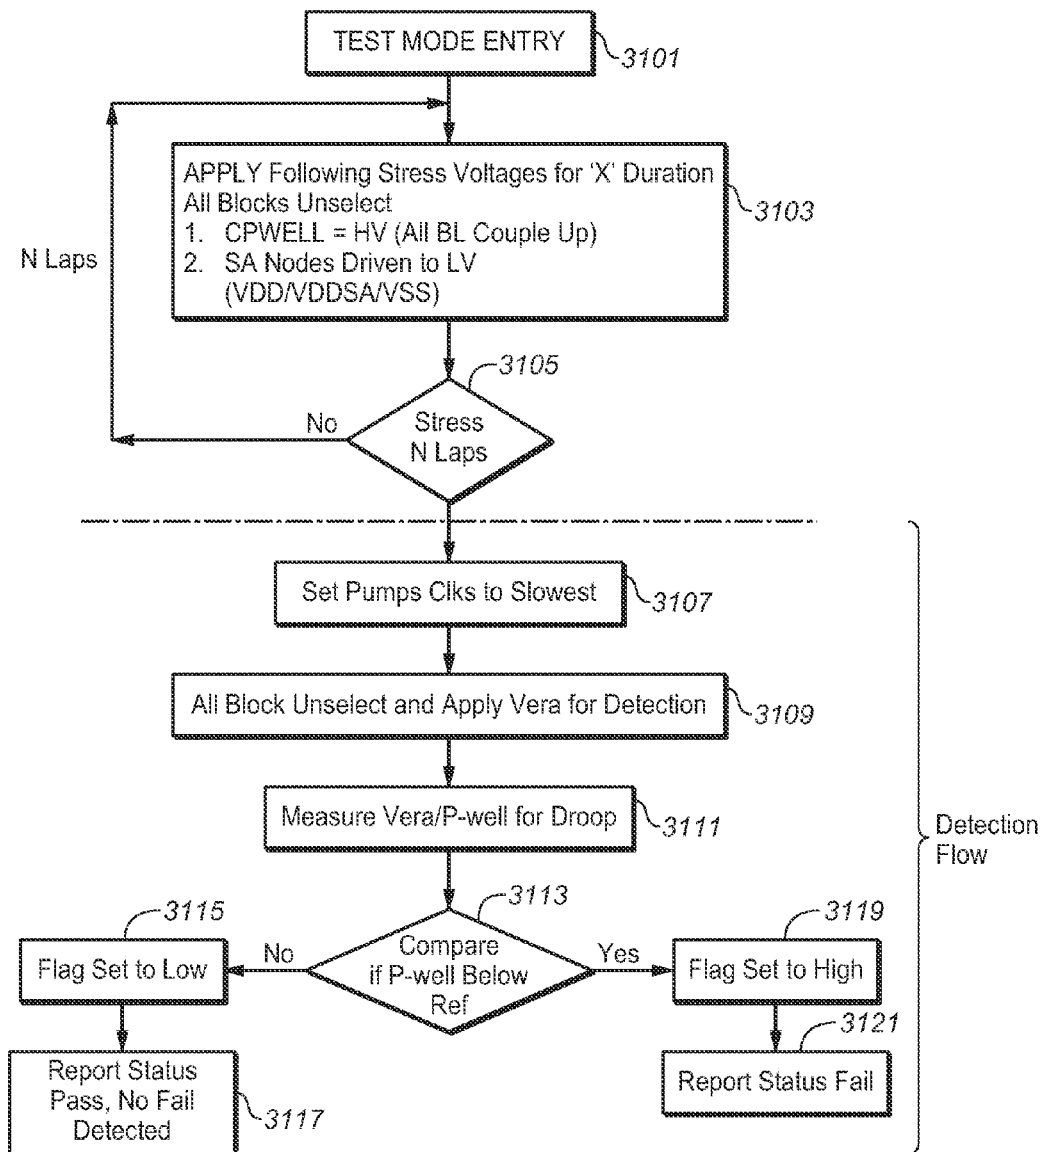 TEST MODE ENTRY
3101
APPLY Following Stress Voltages for 'X' Duration
All Blocks Unselect
1. CPWELL = HV (All BL Couple Up)
2. SA Nodes Driven to LV
(VDD/VDDSA/VSS)
3103
N Laps
3105
Stress
N Laps
No
Set Pumps Clks to Slowest
3107
All Block Unselect and Apply Vera for Detection
3109
Measure Vera/P-well for Droop
3111
Detection
Flow
3113
Compare
if P-well Below
Ref
No
Yes
3115
Flag Set to Low
3119
Flag Set to High
Report Status
Pass, No Fail
Detected
3117
3121
Report Status Fail